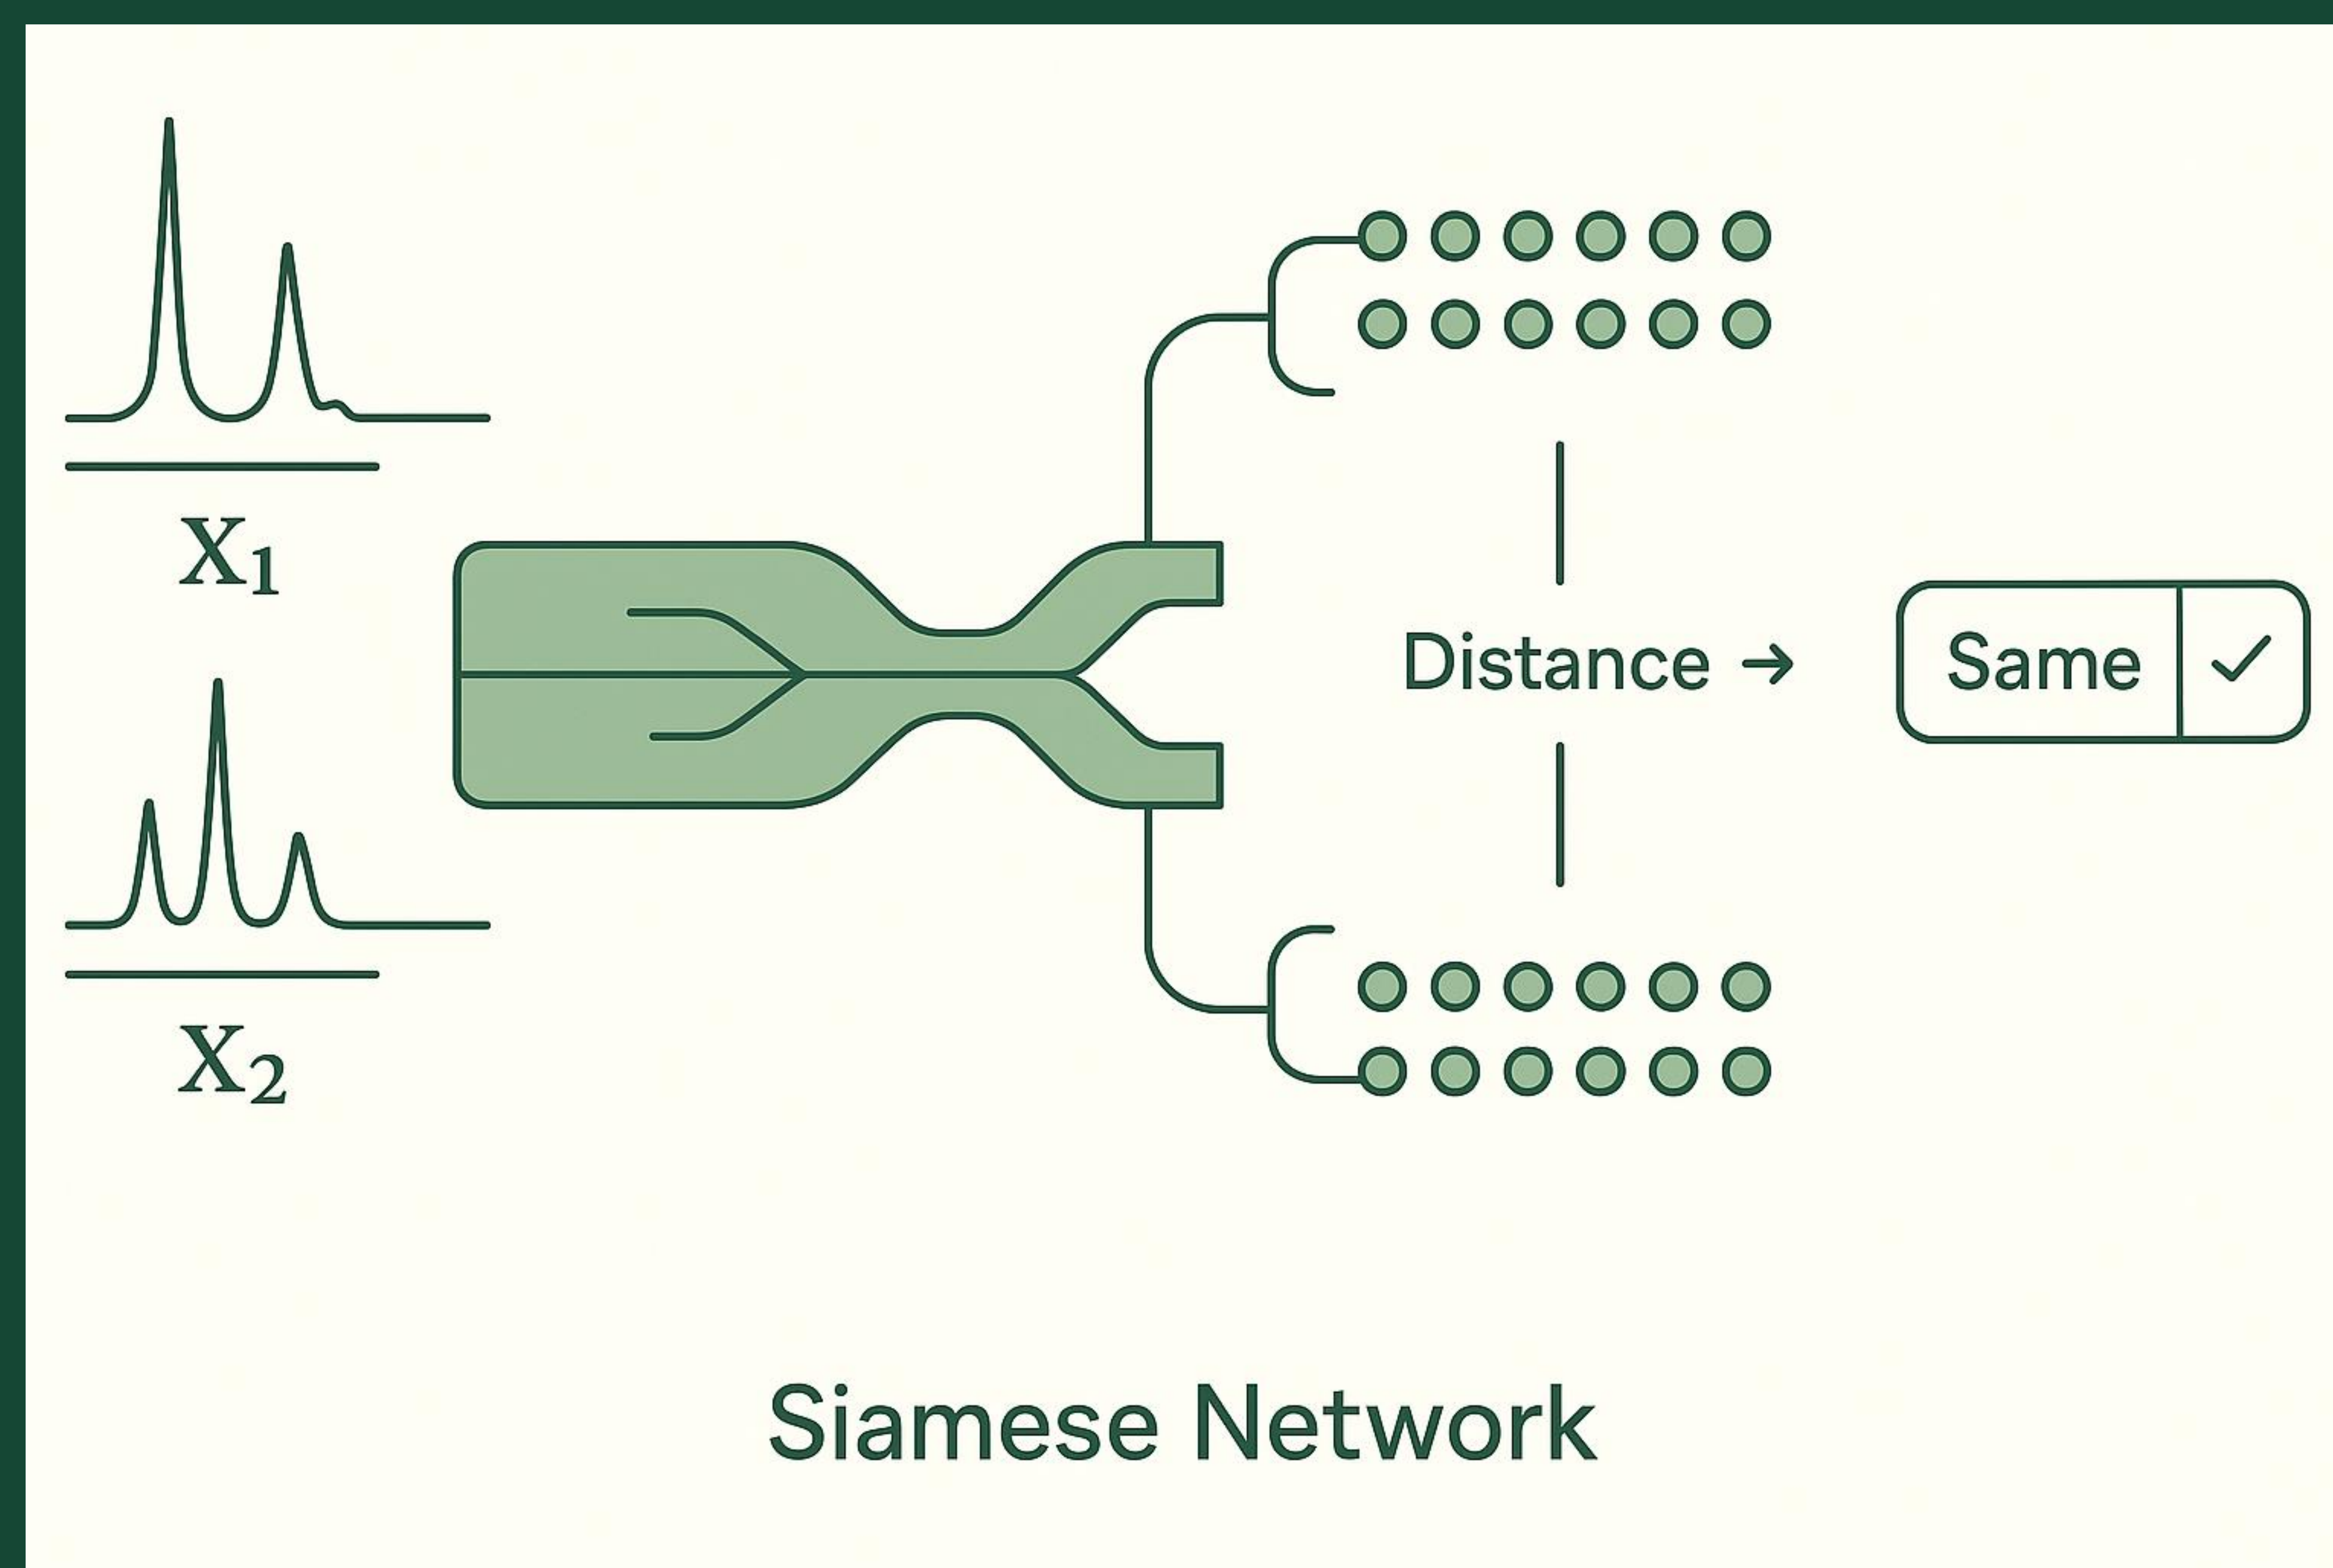 X₁
X₂
Distance →
Same ✓
Siamese Network